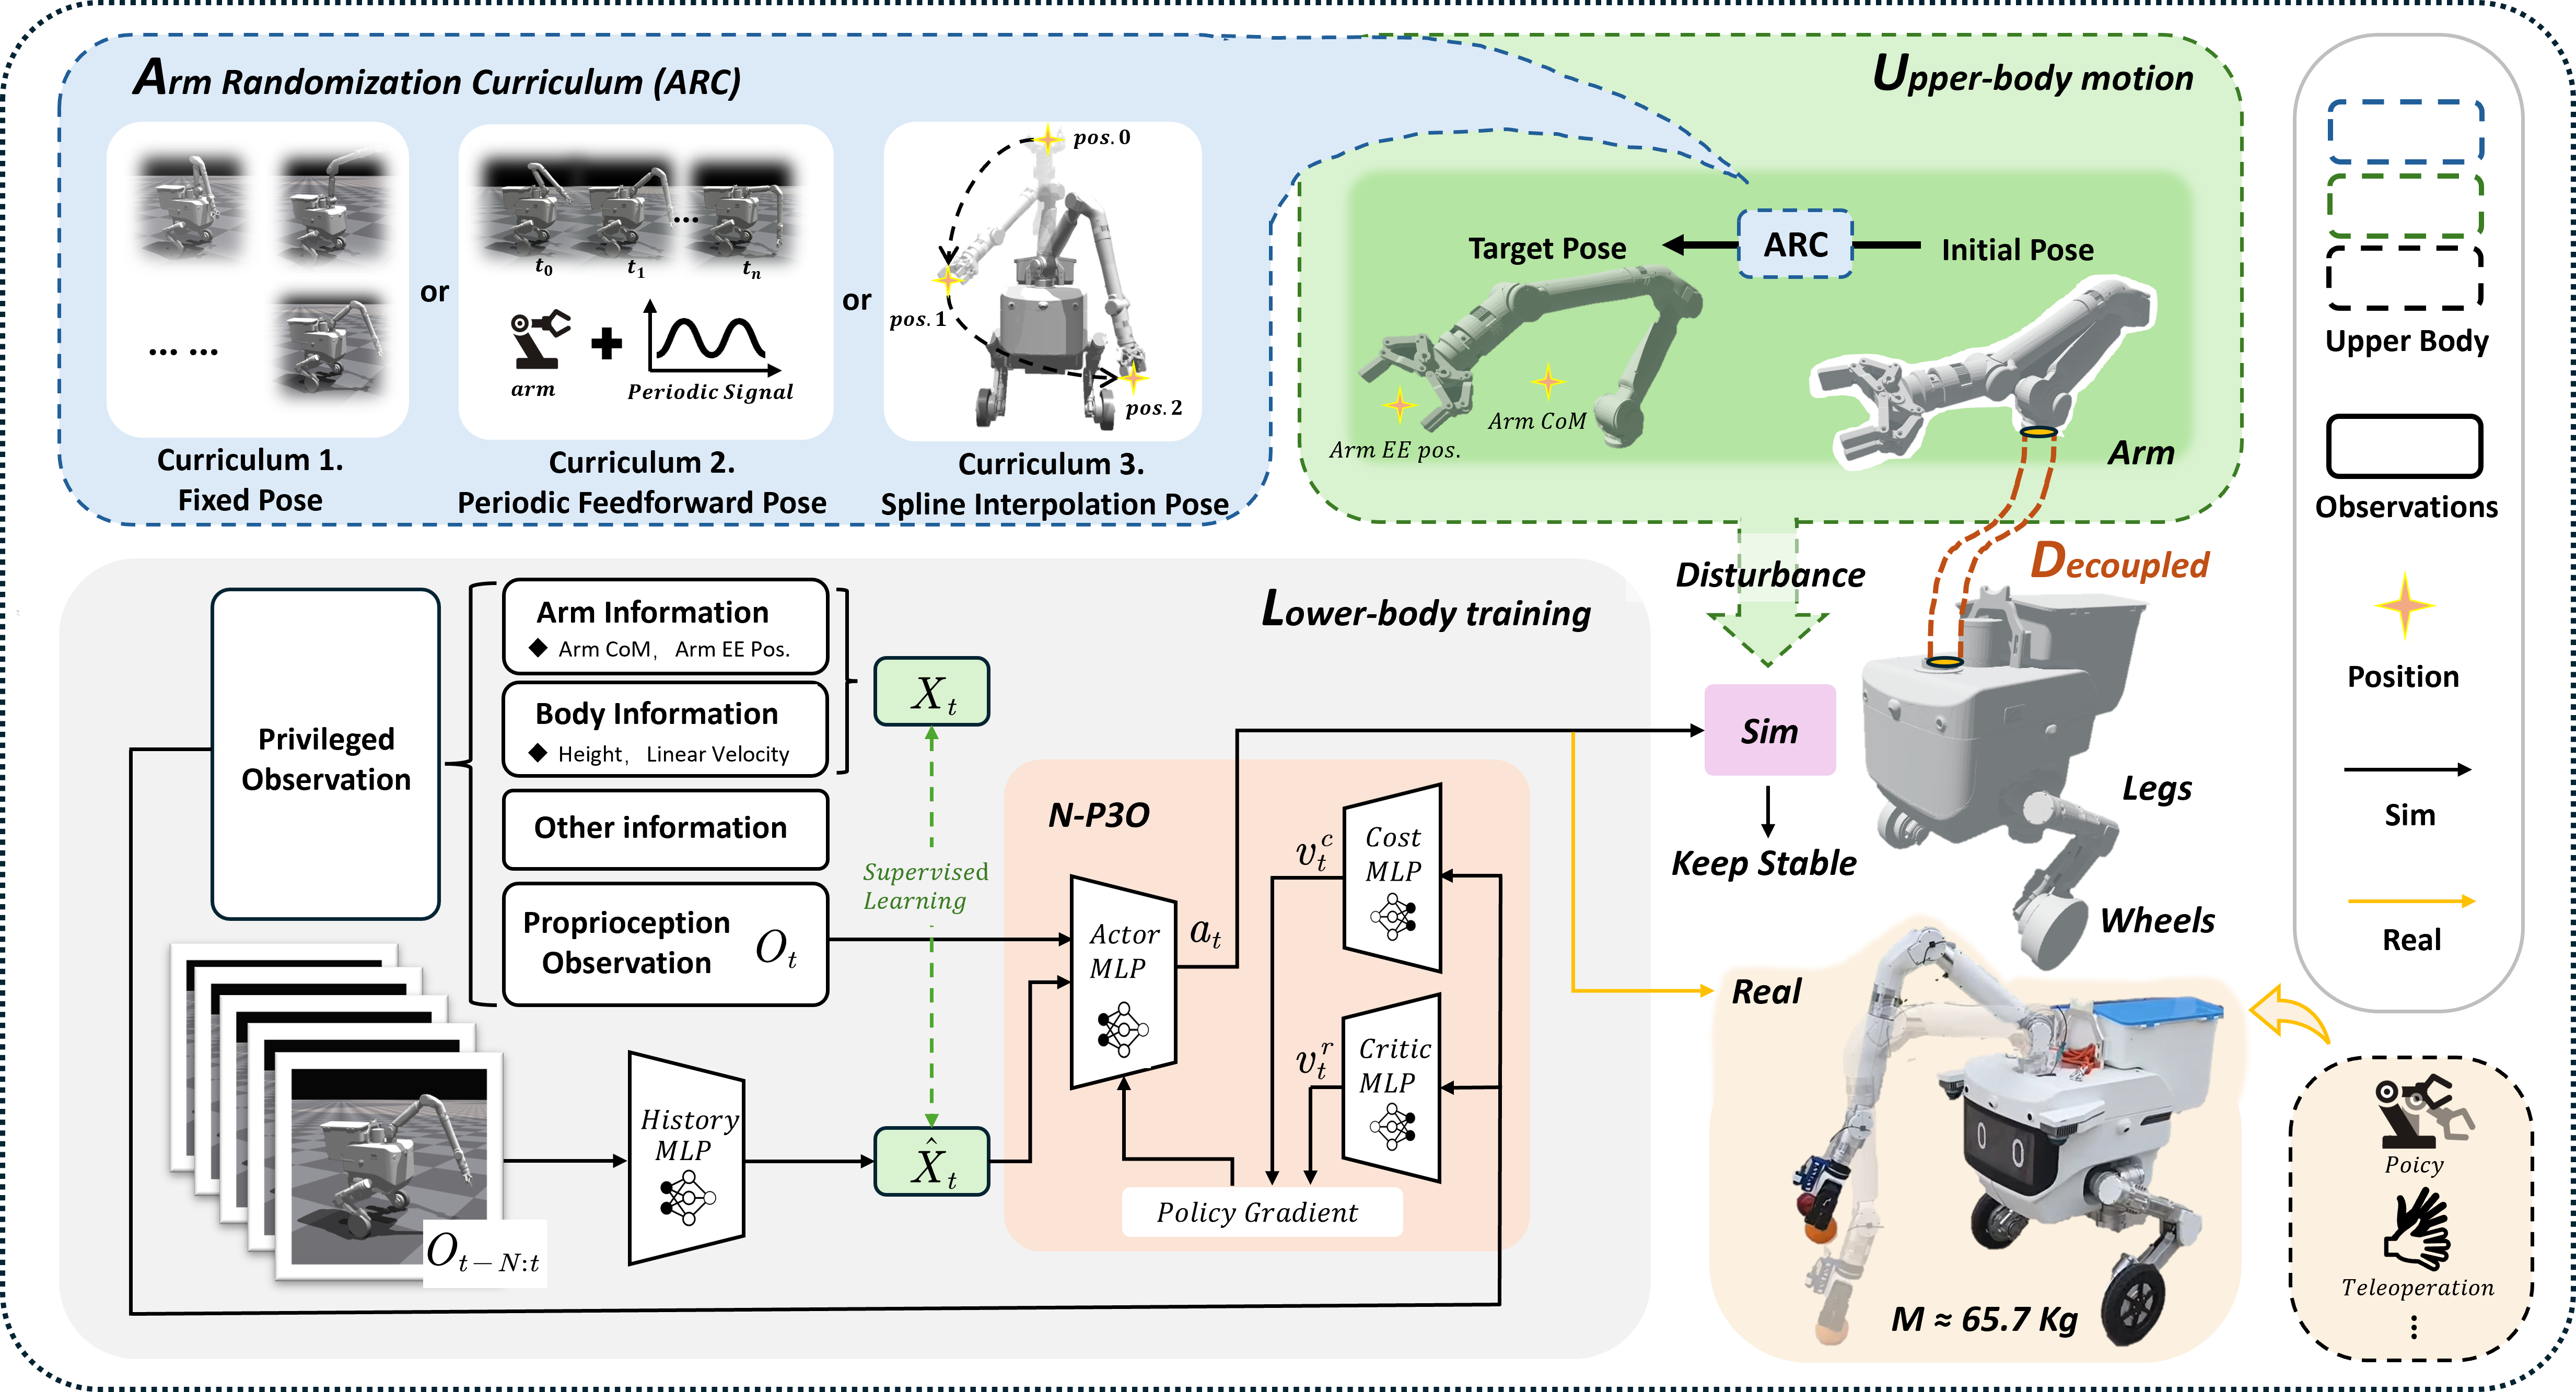 Arm Randomization Curriculum (ARC)
pos.0
pos.1
pos.2
t0
t1
...
tn
... ...
or
or
arm
Periodic Signal
Curriculum 1.
Fixed Pose
Curriculum 2.
Periodic Feedforward Pose
Curriculum 3.
Spline Interpolation Pose
Upper-body motion
Target Pose
ARC
Initial Pose
Arm EE pos.
Arm CoM
Arm
Upper Body
Observations
Position
Sim
Real
Disturbance
Decoupled
Sim
Keep Stable
Legs
Wheels
Lower-body training
Privileged
Observation
Arm Information
◆ Arm CoM, Arm EE Pos.
Body Information
◆ Height, Linear Velocity
Other information
Proprioception
Observation
O_t
X_t
Supervised
Learning
X̂_t
O_{t−N:t}
History
MLP
N-P3O
Actor
MLP
a_t
v_t^c
Cost
MLP
v_t^r
Critic
MLP
Policy Gradient
Real
M ≈ 65.7 Kg
Poicy
Teleoperation
⋮